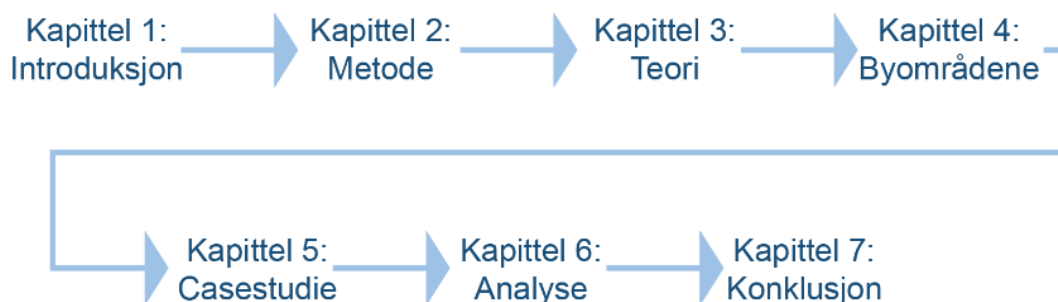 Kapittel 1:
Introduksjon
Kapittel 2:
Metode
Kapittel 3:
Teori
Kapittel 4:
Byområdene
Kapittel 5:
Casestudie
Kapittel 6:
Analyse
Kapittel 7:
Konklusjon